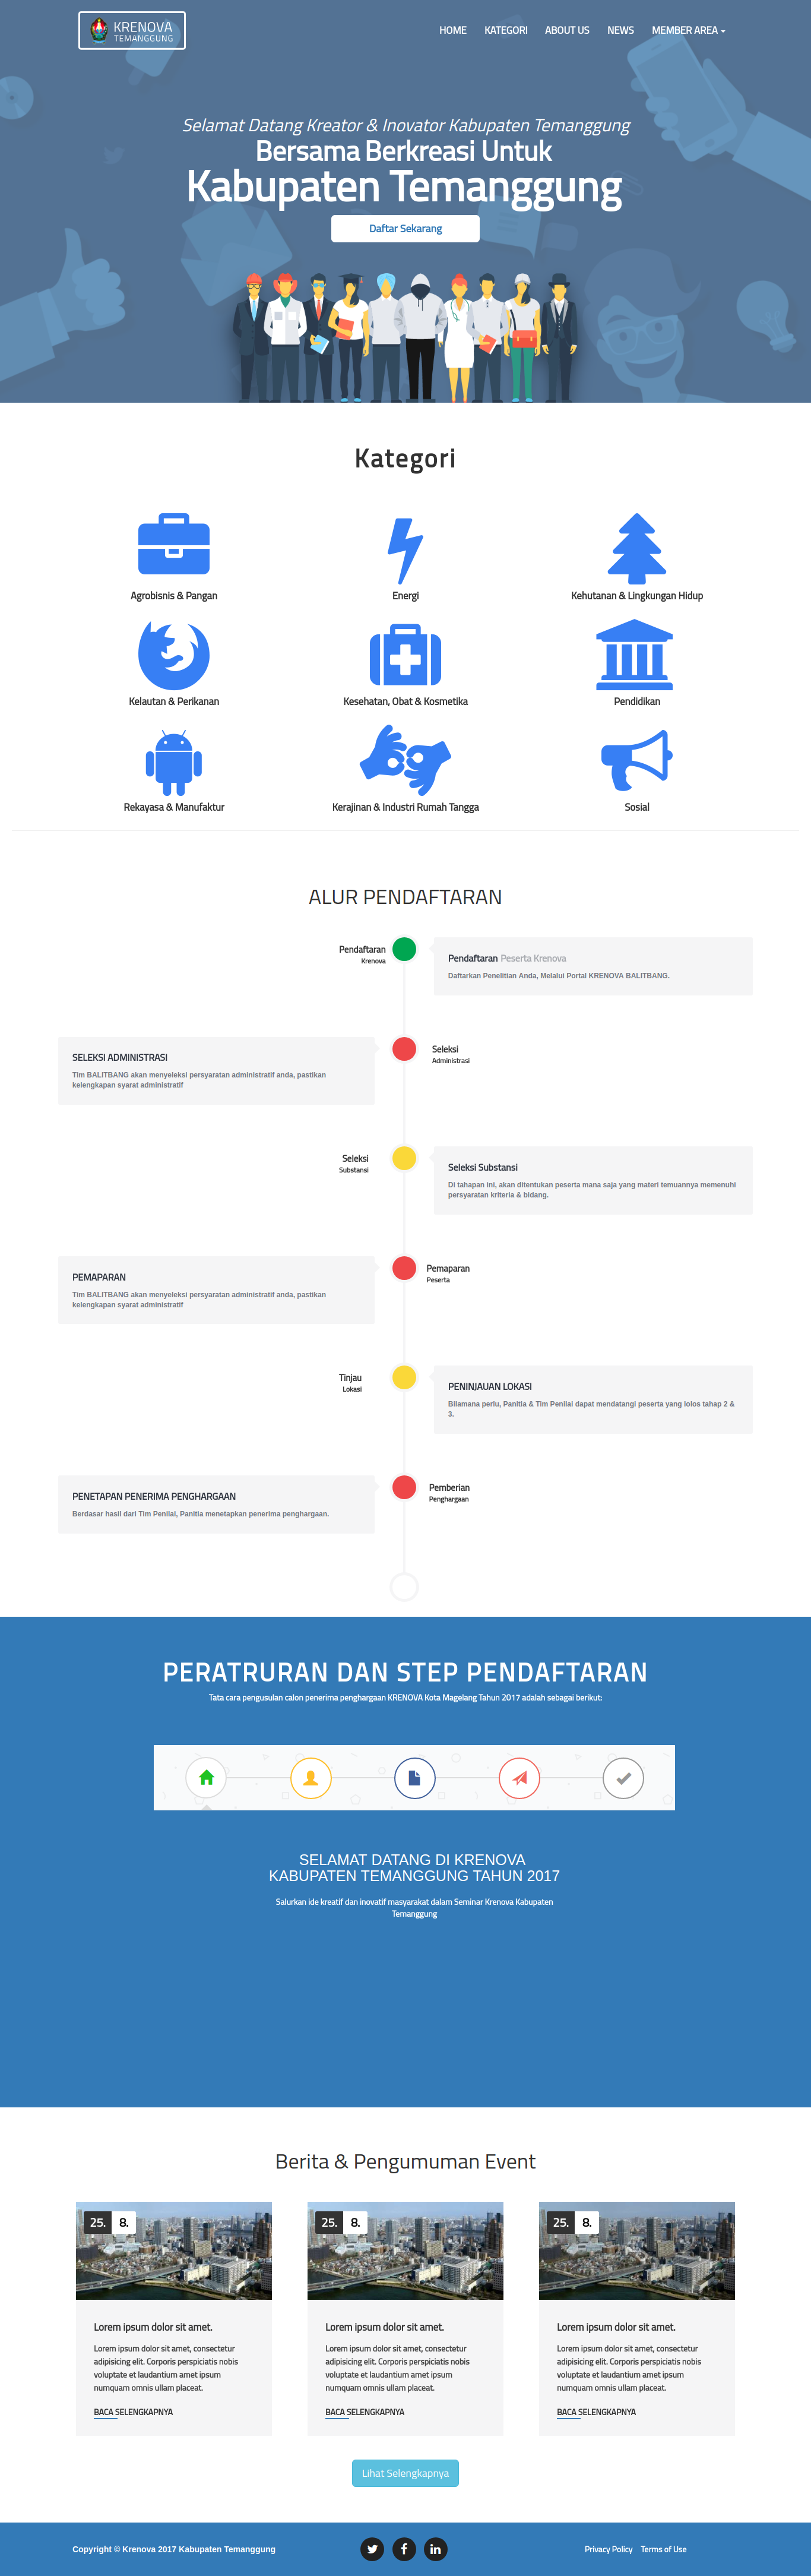 KRENOVA
TEMANGGUNG
HOME KATEGORI ABOUT US NEWS MEMBER AREA
Selamat Datang Kreator & Inovator Kabupaten Temanggung
Bersama Berkreasi Untuk
Kabupaten Temanggung
Daftar Sekarang
Kategori
Agrobisnis & Pangan
Energi
Kehutanan & Lingkungan Hidup
Kelautan & Perikanan
Kesehatan, Obat & Kosmetika
Pendidikan
Rekayasa & Manufaktur
Kerajinan & Industri Rumah Tangga
Sosial
ALUR PENDAFTARAN
Pendaftaran
Krenova
Pendaftaran Peserta Krenova
Daftarkan Penelitian Anda, Melalui Portal KRENOVA BALITBANG.
SELEKSI ADMINISTRASI
Tim BALITBANG akan menyeleksi persyaratan administratif anda, pastikan
kelengkapan syarat administratif
Seleksi
Administrasi
Seleksi
Substansi
Seleksi Substansi
Di tahapan ini, akan ditentukan peserta mana saja yang materi temuannya memenuhi
persyaratan kriteria & bidang.
PEMAPARAN
Tim BALITBANG akan menyeleksi persyaratan administratif anda, pastikan
kelengkapan syarat administratif
Pemaparan
Peserta
Tinjau
Lokasi
PENINJAUAN LOKASI
Bilamana perlu, Panitia & Tim Penilai dapat mendatangi peserta yang lolos tahap 2 &
3.
PENETAPAN PENERIMA PENGHARGAAN
Berdasar hasil dari Tim Penilai, Panitia menetapkan penerima penghargaan.
Pemberian
Penghargaan
PERATRURAN DAN STEP PENDAFTARAN
Tata cara pengusulan calon penerima penghargaan KRENOVA Kota Magelang Tahun 2017 adalah sebagai berikut:
SELAMAT DATANG DI KRENOVA
KABUPATEN TEMANGGUNG TAHUN 2017
Salurkan ide kreatif dan inovatif masyarakat dalam Seminar Krenova Kabupaten
Temanggung
Berita & Pengumuman Event
25. 8.
Lorem ipsum dolor sit amet.
Lorem ipsum dolor sit amet, consectetur
adipisicing elit. Corporis perspiciatis nobis
voluptate et laudantium amet ipsum
numquam omnis ullam placeat.
BACA SELENGKAPNYA
25. 8.
Lorem ipsum dolor sit amet.
Lorem ipsum dolor sit amet, consectetur
adipisicing elit. Corporis perspiciatis nobis
voluptate et laudantium amet ipsum
numquam omnis ullam placeat.
BACA SELENGKAPNYA
25. 8.
Lorem ipsum dolor sit amet.
Lorem ipsum dolor sit amet, consectetur
adipisicing elit. Corporis perspiciatis nobis
voluptate et laudantium amet ipsum
numquam omnis ullam placeat.
BACA SELENGKAPNYA
Lihat Selengkapnya
Copyright © Krenova 2017 Kabupaten Temanggung
Privacy Policy Terms of Use